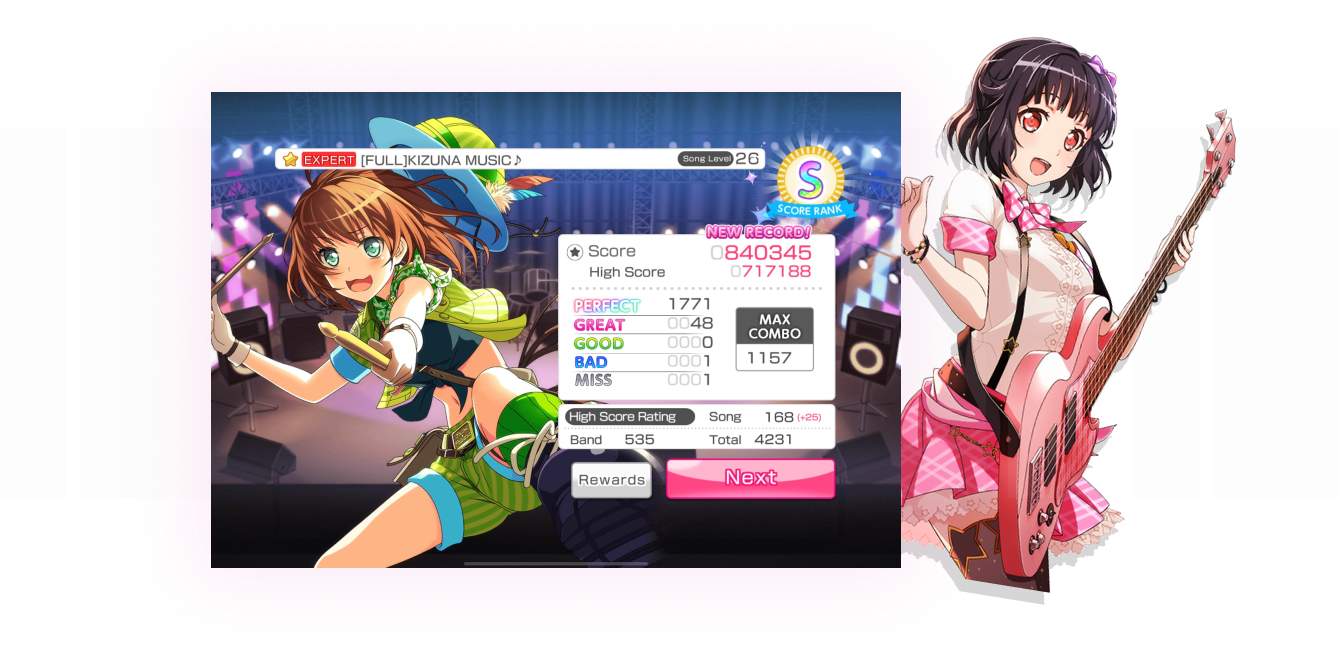 EXPERT [FULL]KIZUNA MUSIC♪ Song Level 26
S
SCORE RANK
NEW RECORD!
Score 0840345
High Score 0717188
PERFECT 1771
GREAT 0048
GOOD 0000
BAD 0001
MISS 0001
MAX COMBO
1157
High Score Rating Song 168 (+25)
Band 535 Total 4231
Rewards Next